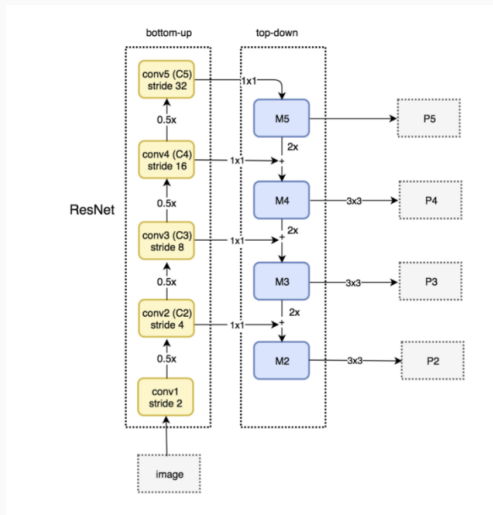 bottom-up
top-down
conv5 (C5)
stride 32
1x1
M5
P5
0.5x
2x
conv4 (C4)
stride 16
1x1
+
M4
3x3
P4
ResNet
0.5x
2x
conv3 (C3)
stride 8
1x1
+
M3
3x3
P3
0.5x
2x
conv2 (C2)
stride 4
1x1
+
M2
3x3
P2
0.5x
conv1
stride 2
image